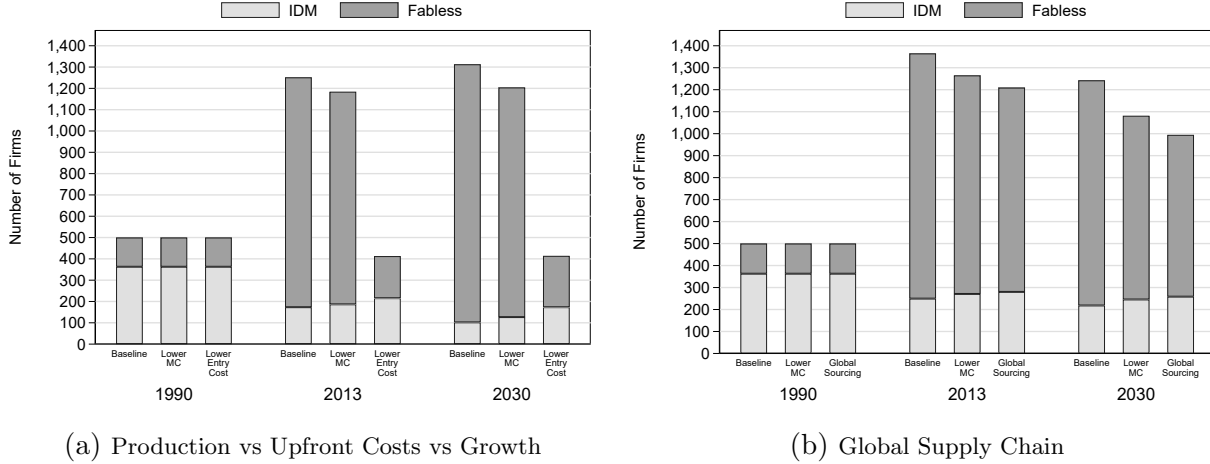 IDM Fabless
1,400
1,300
1,200
1,100
1,000
900
800
700
600
500
400
300
200
100
0
Number of Firms
Baseline Lower MC Lower Entry Cost
Baseline Lower MC Lower Entry Cost
Baseline Lower MC Lower Entry Cost
1990 2013 2030
(a) Production vs Upfront Costs vs Growth
IDM Fabless
1,400
1,300
1,200
1,100
1,000
900
800
700
600
500
400
300
200
100
0
Number of Firms
Baseline Lower MC Global Sourcing
Baseline Lower MC Global Sourcing
Baseline Lower MC Global Sourcing
1990 2013 2030
(b) Global Supply Chain